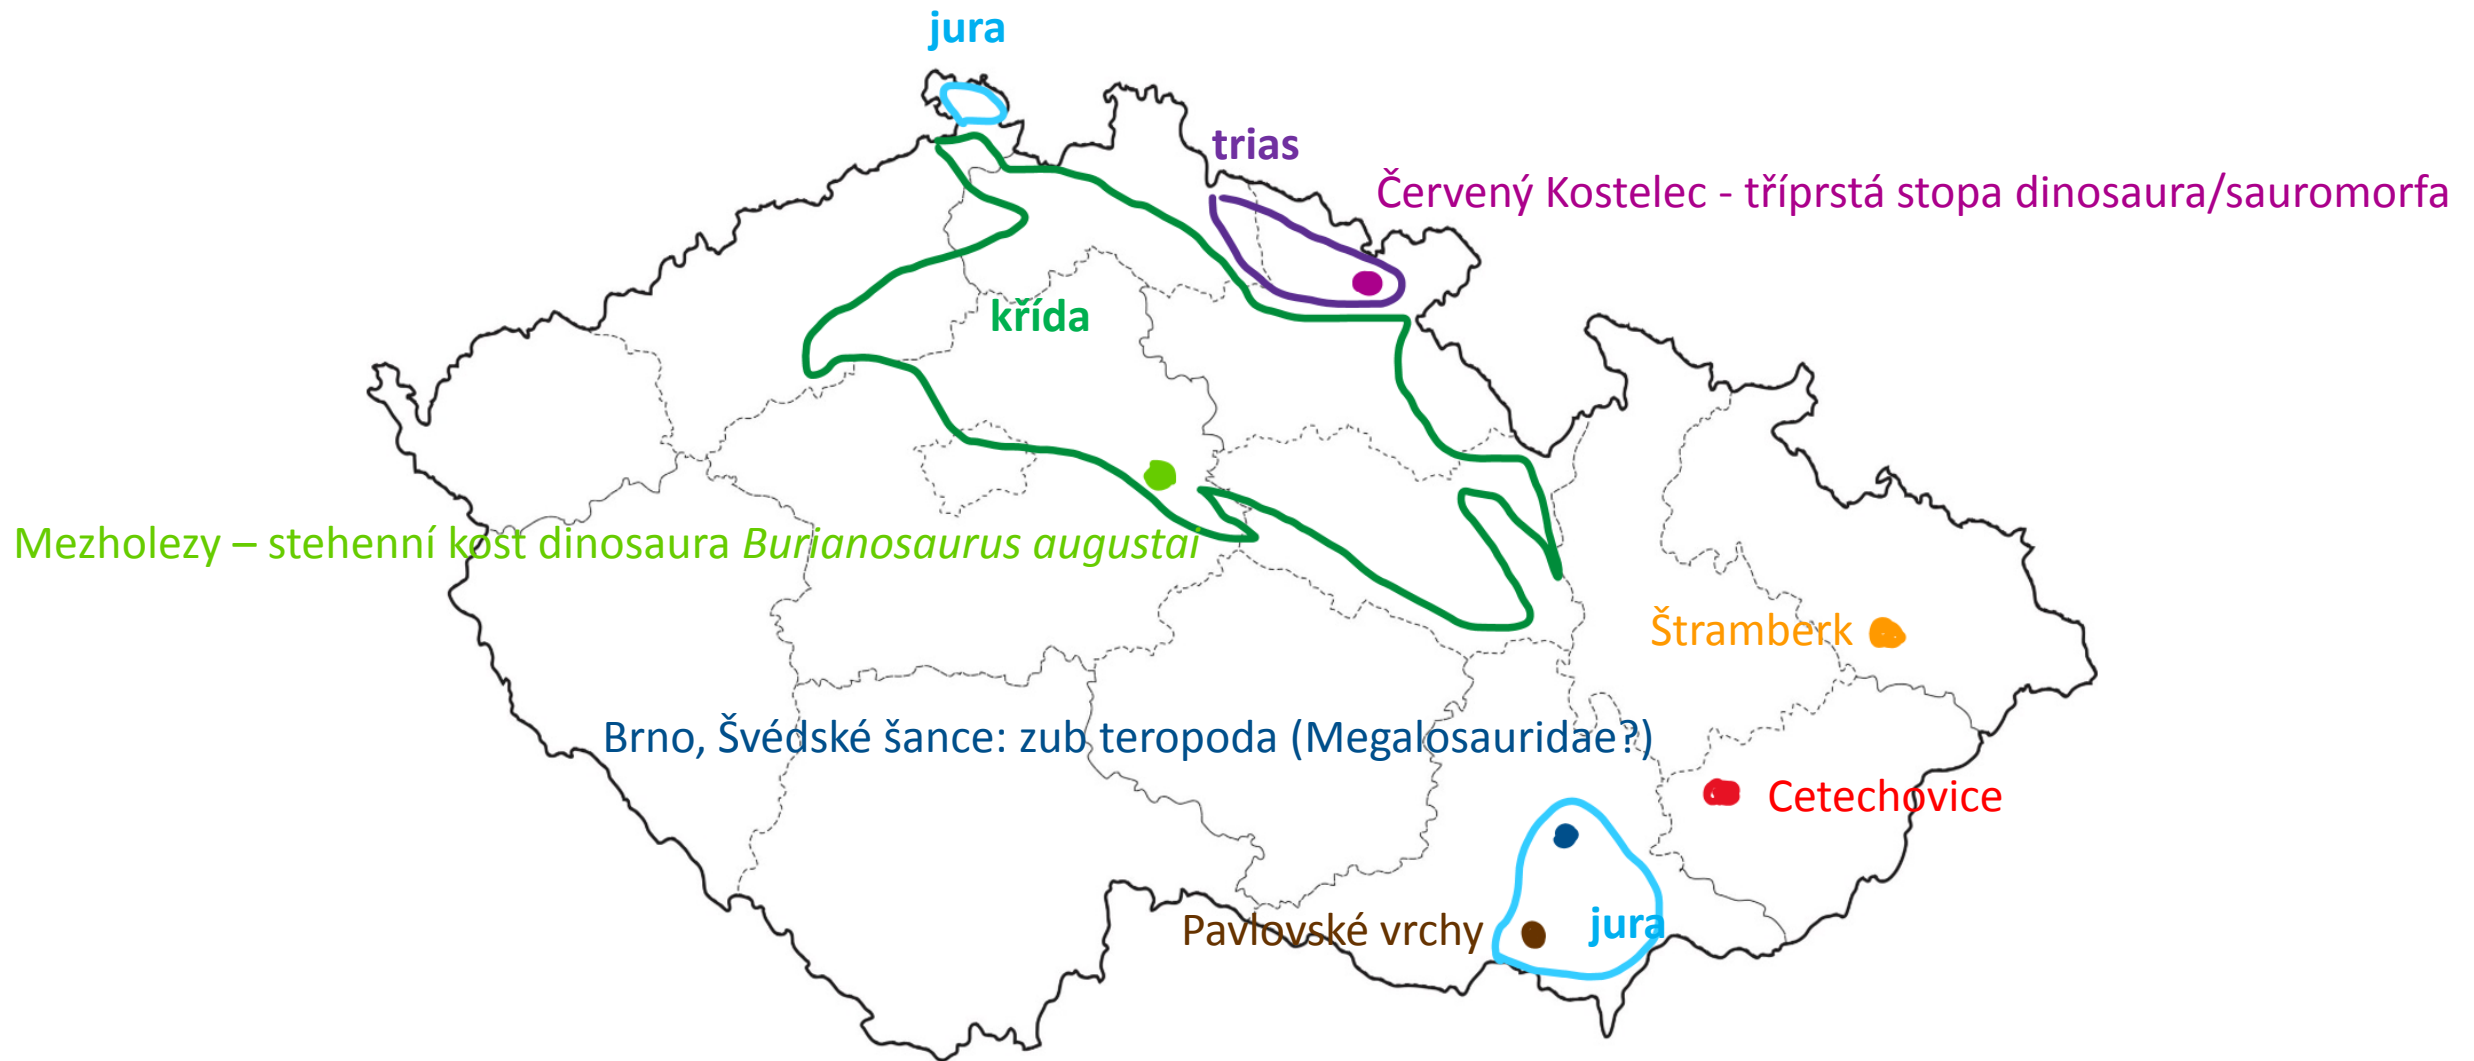 jura
trias
Červený Kostelec - tříprstá stopa dinosaura/sauromorfa
křída
Mezholezy – stehenní kost dinosaura Burianosaurus augustai
Štramberk
Brno, Švédské šance: zub teropoda (Megalosauridae?)
Cetechovice
Pavlovské vrchy
jura